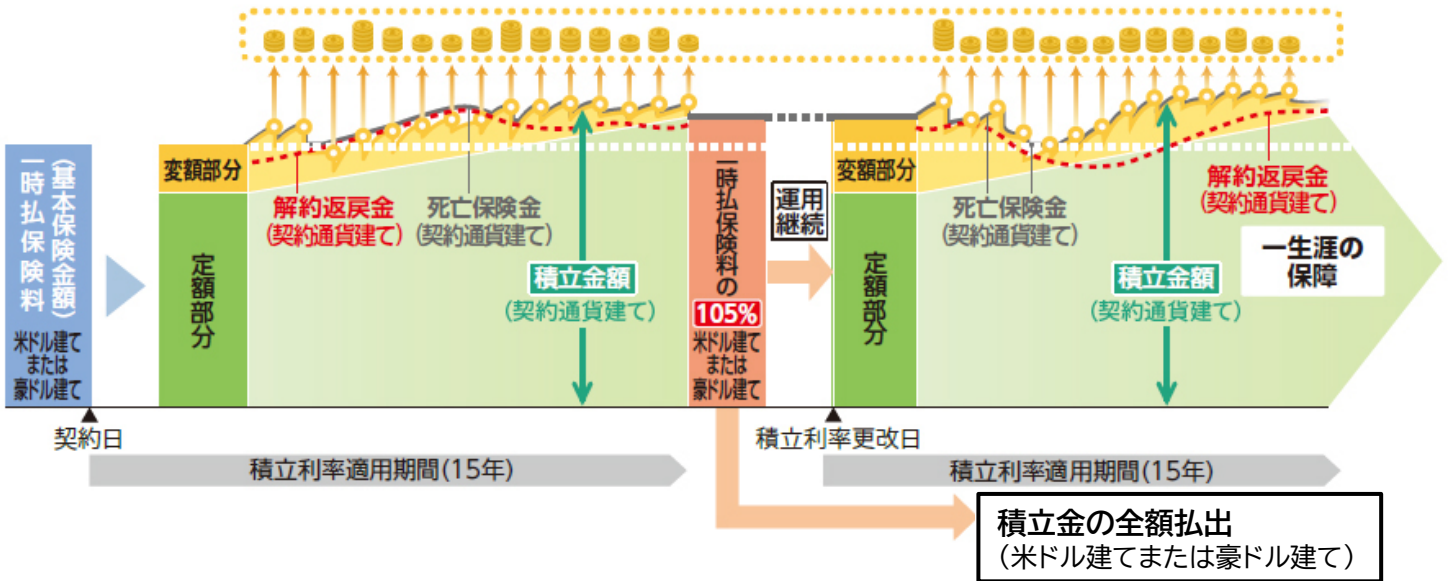 一時払保険料
(基本保険金額)
米ドル建て
または
豪ドル建て
契約日
変額部分
定額部分
解約返戻金
(契約通貨建て)
死亡保険金
(契約通貨建て)
積立金額
(契約通貨建て)
積立利率適用期間(15年)
一時払保険料の
105%
米ドル建て
または
豪ドル建て
運用
継続
積立利率更改日
変額部分
定額部分
死亡保険金
(契約通貨建て)
積立金額
(契約通貨建て)
解約返戻金
(契約通貨建て)
一生涯の
保障
積立利率適用期間(15年)
積立金の全額払出
(米ドル建てまたは豪ドル建て)